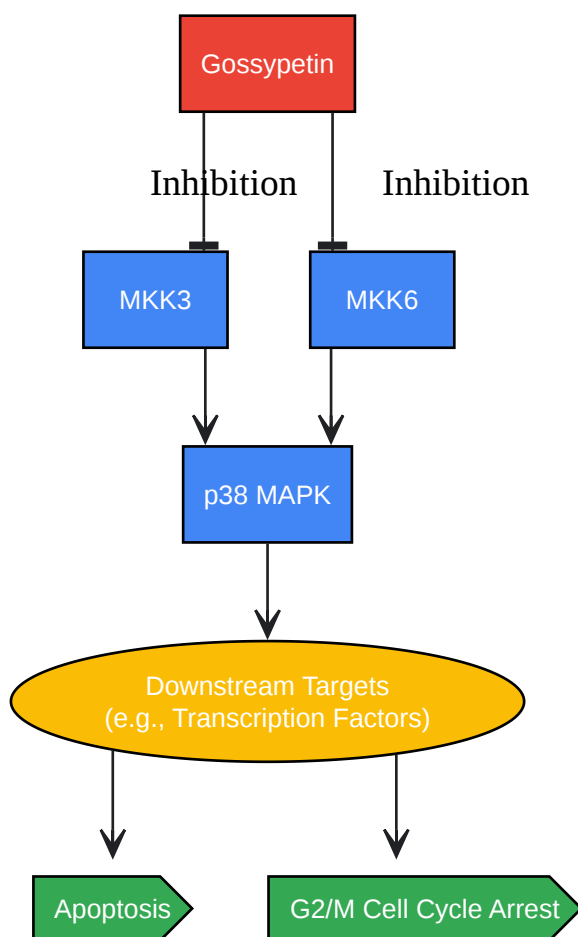 Gossypetin
Inhibition
Inhibition
MKK3
MKK6
p38 MAPK
Downstream Targets
(e.g., Transcription Factors)
Apoptosis
G2/M Cell Cycle Arrest